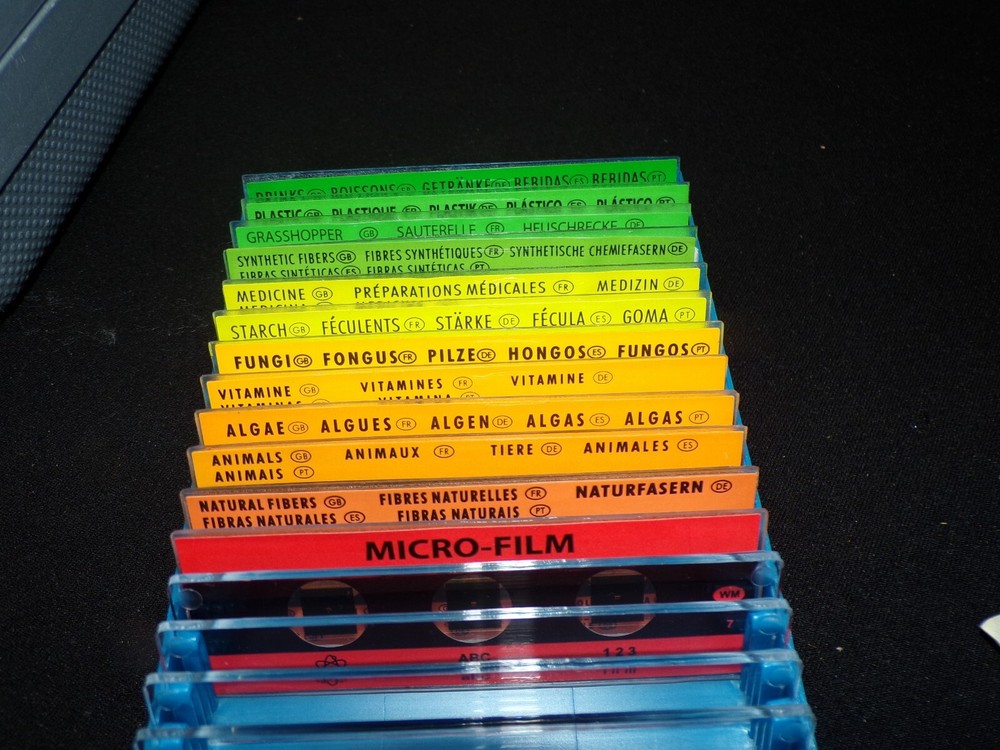 DRINKS GB BOISSONS FR GETRÄNKE DE BEBIDAS ES BEBIDAS PT
PLASTIC GB PLASTIQUE FR PLASTIK DE PLÁSTICO ES PLÁSTICO PT
GRASSHOPPER GB SAUTERELLE FR HEUSCHRECKE DE
SYNTHETIC FIBERS GB FIBRES SYNTHÉTIQUES FR SYNTHETISCHE CHEMIEFASERN DE
FIBRAS SINTÉTICAS ES FIBRAS SINTÉTICAS PT
MEDICINE GB PRÉPARATIONS MÉDICALES FR MEDIZIN DE
STARCH GB FÉCULENTS FR STÄRKE DE FÉCULA ES GOMA PT
FUNGI GB FONGUS FR PILZE DE HONGOS ES FUNGOS PT
VITAMINE GB VITAMINES FR VITAMINE DE
VITAMINAS VITAMINA PT
ALGAE GB ALGUES FR ALGEN DE ALGAS ES ALGAS PT
ANIMALS GB ANIMAUX FR TIERE DE ANIMALES ES
ANIMAIS PT
NATURAL FIBERS GB FIBRES NATURELLES FR NATURFASERN DE
FIBRAS NATURALES ES FIBRAS NATURAIS PT
MICRO-FILM
WM
7
ABC 123